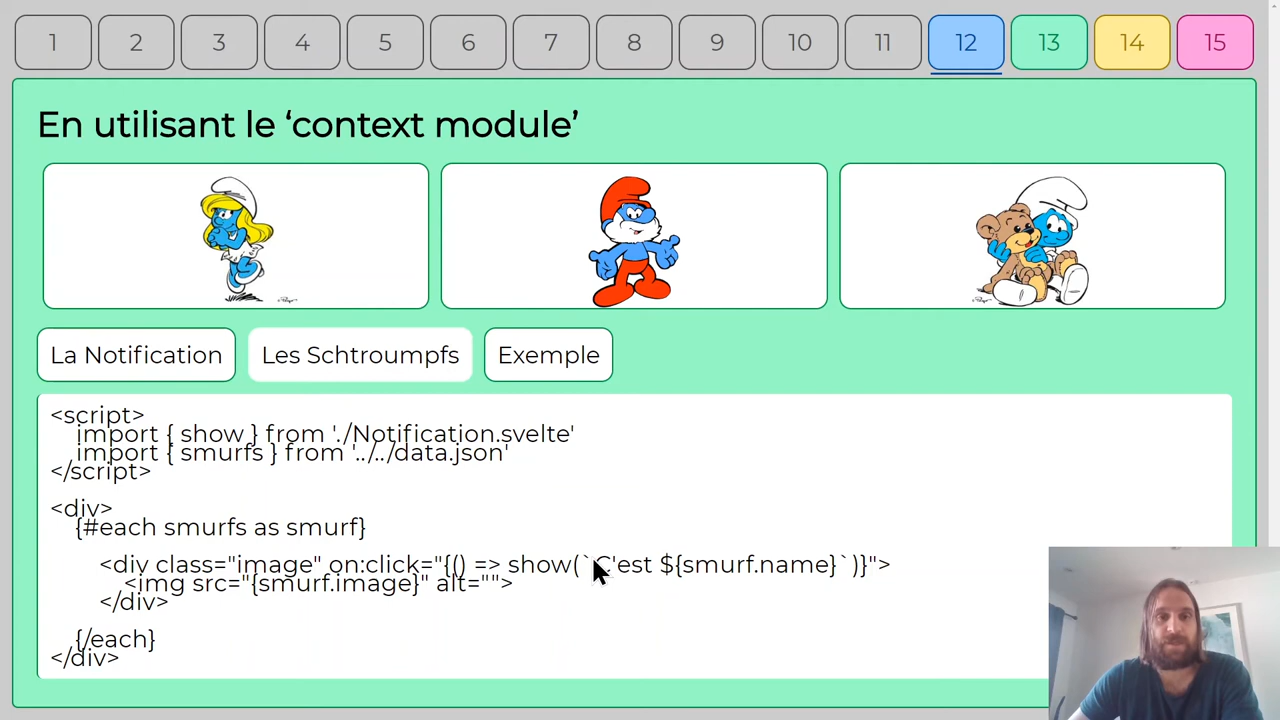 1 2 3 4 5 6 7 8 9 10 11 12 13 14 15
En utilisant le ‘context module’
La Notification Les Schtroumpfs Exemple
<script>
import { show } from './Notification.svelte'
import { smurfs } from '../../data.json'
</script>
<div>
{#each smurfs as smurf}
<div class="image" on:click="{() => show(`C'est ${smurf.name}`)}">
<img src="{smurf.image}" alt="">
</div>
{/each}
</div>